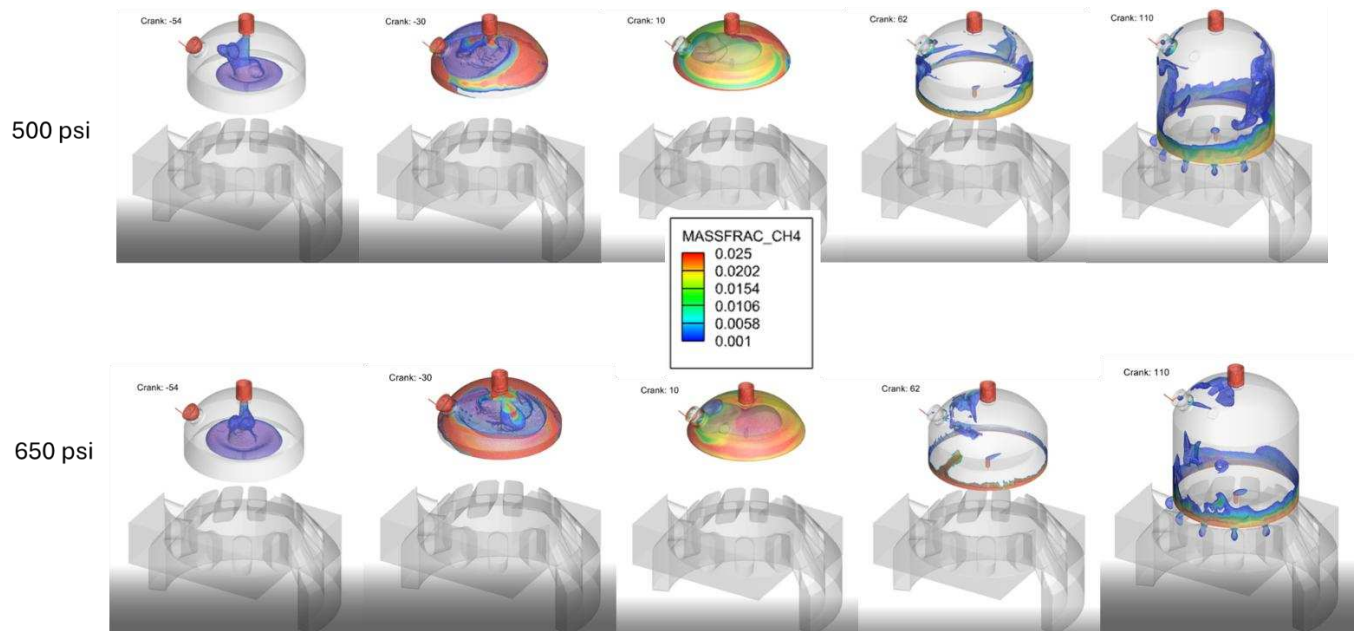 Crank: -54
Crank: -30
Crank: 10
Crank: 62
Crank: 110
500 psi
MASSFRAC_CH4
0.025
0.0202
0.0154
0.0106
0.0058
0.001
Crank: -54
Crank: -30
Crank: 10
Crank: 62
Crank: 110
650 psi